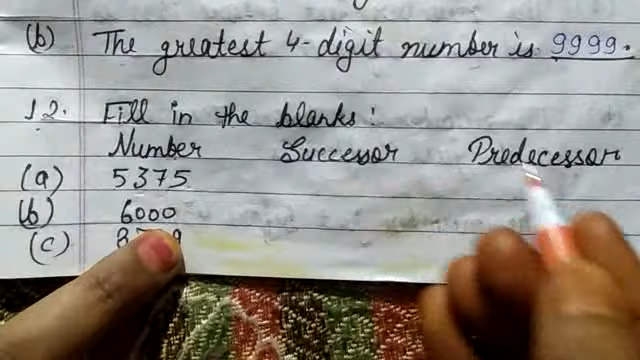 (b) The greatest 4-digit number is 9999.
12. Fill in the blanks:
Number Successor Predecessor
(a) 5375
(b) 6000
(c)